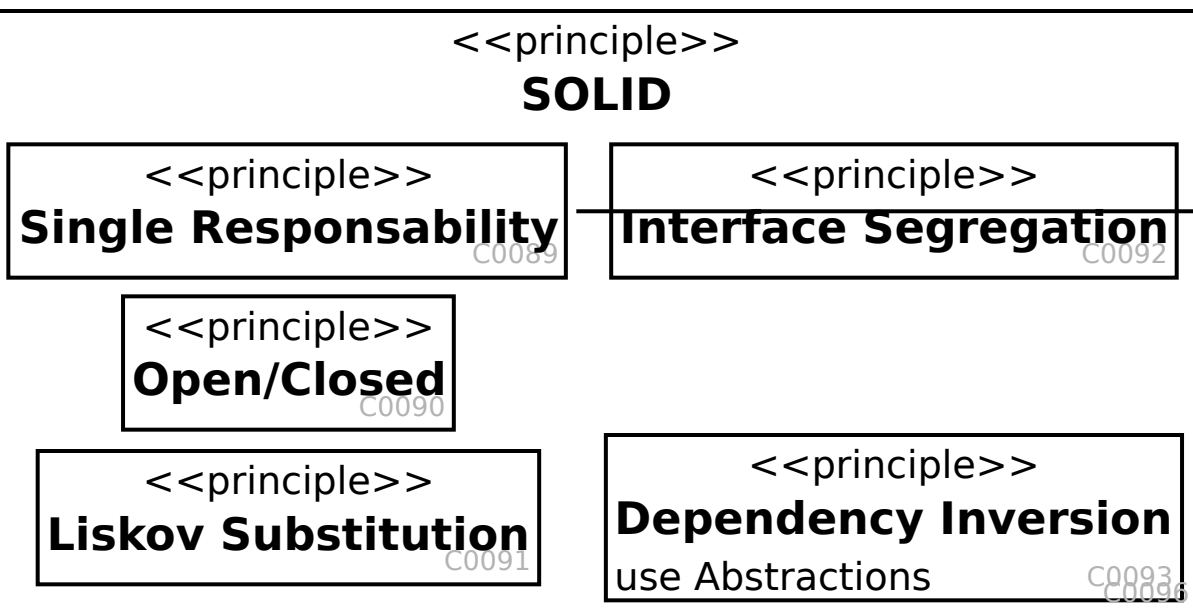 <<principle>>
SOLID
<<principle>>
Single Responsability
C0089
<<principle>>
Interface Segregation
C0092
<<principle>>
Open/Closed
C0090
<<principle>>
Liskov Substitution
C0091
<<principle>>
Dependency Inversion
use Abstractions
C0093
C0096